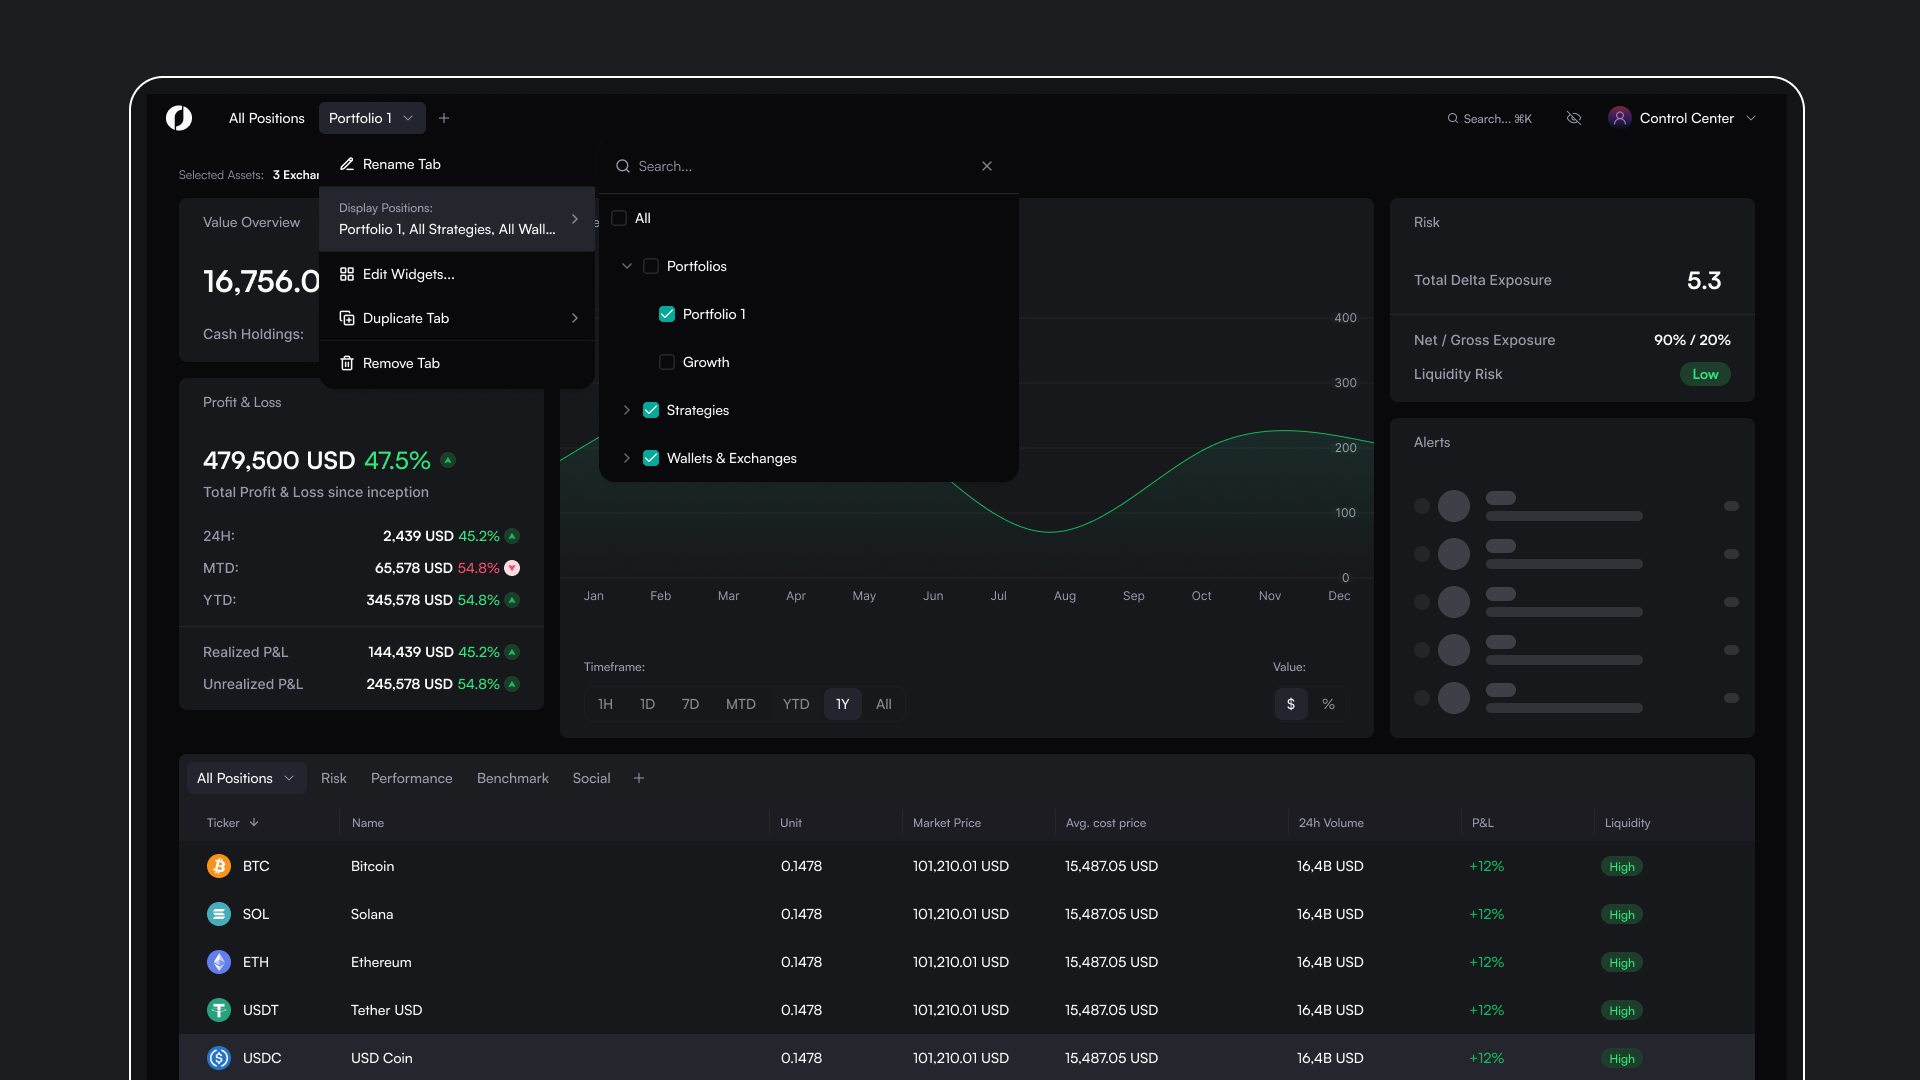 All Positions
Portfolio 1
Search... ⌘K
Control Center
Selected Assets: 3 Exchar
Rename Tab
Display Positions:
Portfolio 1, All Strategies, All Wall...
Edit Widgets...
Duplicate Tab
Remove Tab
Search...
All
Portfolios
Portfolio 1
Growth
Strategies
Wallets & Exchanges
Value Overview
16,756.0
Cash Holdings:
Profit & Loss
479,500 USD 47.5%
Total Profit & Loss since inception
24H: 2,439 USD 45.2%
MTD: 65,578 USD 54.8%
YTD: 345,578 USD 54.8%
Realized P&L 144,439 USD 45.2%
Unrealized P&L 245,578 USD 54.8%
400
300
200
100
0
Jan Feb Mar Apr May Jun Jul Aug Sep Oct Nov Dec
Timeframe:
1H 1D 7D MTD YTD 1Y All
Value:
$ %
Risk
Total Delta Exposure 5.3
Net / Gross Exposure 90% / 20%
Liquidity Risk Low
Alerts
All Positions Risk Performance Benchmark Social
Ticker Name Unit Market Price Avg. cost price 24h Volume P&L Liquidity
BTC Bitcoin 0.1478 101,210.01 USD 15,487.05 USD 16,4B USD +12% High
SOL Solana 0.1478 101,210.01 USD 15,487.05 USD 16,4B USD +12% High
ETH Ethereum 0.1478 101,210.01 USD 15,487.05 USD 16,4B USD +12% High
USDT Tether USD 0.1478 101,210.01 USD 15,487.05 USD 16,4B USD +12% High
USDC USD Coin 0.1478 101,210.01 USD 15,487.05 USD 16,4B USD +12% High